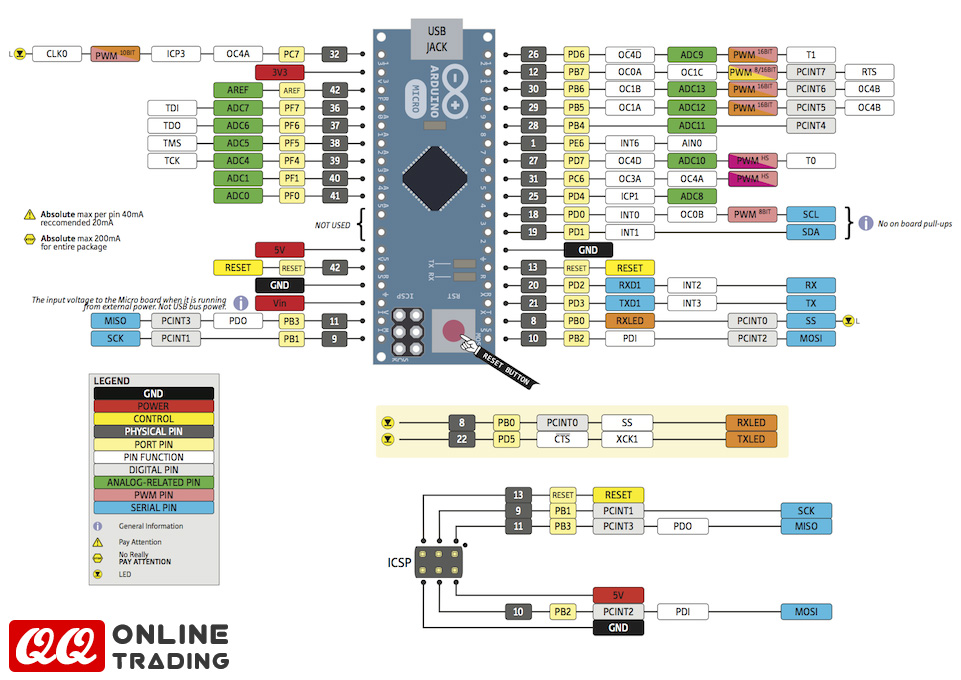 USB
JACK
L CLK0 PWM 10BIT ICP3 OC4A PC7 32
3V3
AREF AREF 42
TDI ADC7 PF7 36
TDO ADC6 PF6 37
TMS ADC5 PF5 38
TCK ADC4 PF4 39
ADC1 PF1 40
ADC0 PF0 41
NOT USED
5V
RESET RESET 42
GND
Vin
MISO PCINT3 PDO PB3 11
SCK PCINT1 PB1 9
Absolute max per pin 40mA
reccomended 20mA
Absolute max 200mA
for entire package
The input voltage to the Micro board when it is running
from external power. Not USB bus power.
ARDUINO
MICRO
TX
RX
ICSP
RST
RESET BUTTON
26 PD6 OC4D ADC9 PWM 16BIT T1
12 PB7 OC0A OC1C PWM 8/16BIT PCINT7 RTS
30 PB6 OC1B ADC13 PWM 16BIT PCINT6 OC4B
29 PB5 OC1A ADC12 PWM 16BIT PCINT5 OC4B
28 PB4 ADC11 PCINT4
1 PE6 INT6 AIN0
27 PD7 OC4D ADC10 PWM HS T0
31 PC6 OC3A OC4A PWM HS
25 PD4 ICP1 ADC8
18 PD0 INT0 OC0B PWM 8BIT SCL
19 PD1 INT1 SDA
No on board pull-ups
GND
13 RESET RESET
20 PD2 RXD1 INT2 RX
21 PD3 TXD1 INT3 TX
8 PB0 RXLED PCINT0 SS L
10 PB2 PDI PCINT2 MOSI
LEGEND
GND
POWER
CONTROL
PHYSICAL PIN
PORT PIN
PIN FUNCTION
DIGITAL PIN
ANALOG-RELATED PIN
PWM PIN
SERIAL PIN
General Information
Pay Attention
No Really
PAY ATTENTION
LED
8 PB0 PCINT0 SS RXLED
22 PD5 CTS XCK1 TXLED
13 RESET RESET
9 PB1 PCINT1 SCK
11 PB3 PCINT3 PDO MISO
ICSP
5V
10 PB2 PCINT2 PDI MOSI
GND
QQ ONLINE
TRADING